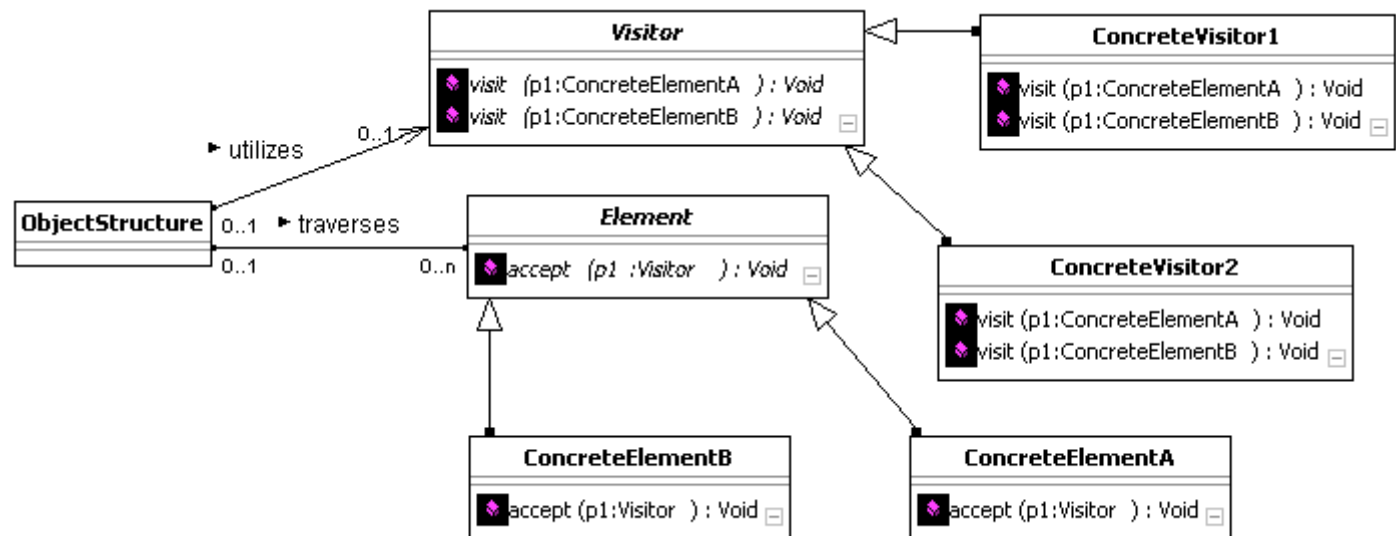 Visitor
visit (p1:ConcreteElementA ) : Void
visit (p1:ConcreteElementB ) : Void
ConcreteVisitor1
visit (p1:ConcreteElementA ) : Void
visit (p1:ConcreteElementB ) : Void
0..1
utilizes
ObjectStructure
0..1
traverses
0..1
0..n
Element
accept (p1 :Visitor ) : Void
ConcreteVisitor2
visit (p1:ConcreteElementA ) : Void
visit (p1:ConcreteElementB ) : Void
ConcreteElementB
accept (p1:Visitor ) : Void
ConcreteElementA
accept (p1:Visitor ) : Void